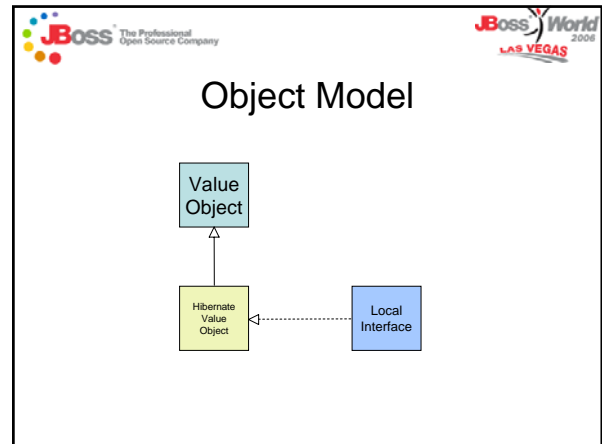 JBoss The Professional
Open Source Company
JBoss World
2006
LAS VEGAS
Object Model
Value
Object
Hibernate
Value
Object
Local
Interface